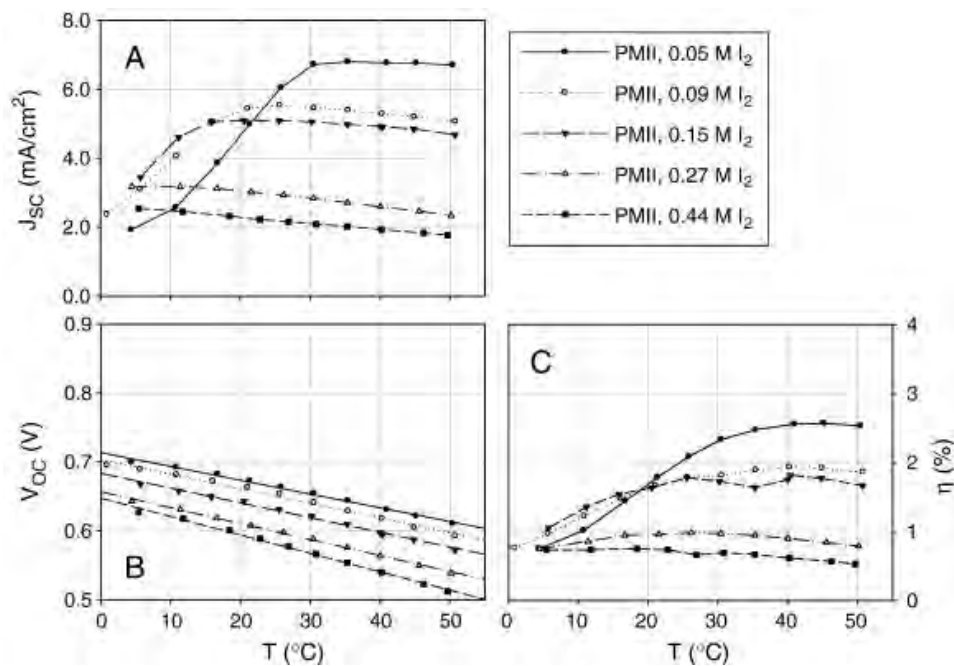 8.0
6.0
4.0
2.0
0.0
J_SC (mA/cm²)
A
PMII, 0.05 M I₂
PMII, 0.09 M I₂
PMII, 0.15 M I₂
PMII, 0.27 M I₂
PMII, 0.44 M I₂
0.9
0.8
0.7
0.6
0.5
V_OC (V)
B
0 10 20 30 40 50
T (°C)
C
4
3
2
1
0
η (%)
0 10 20 30 40 50
T (°C)